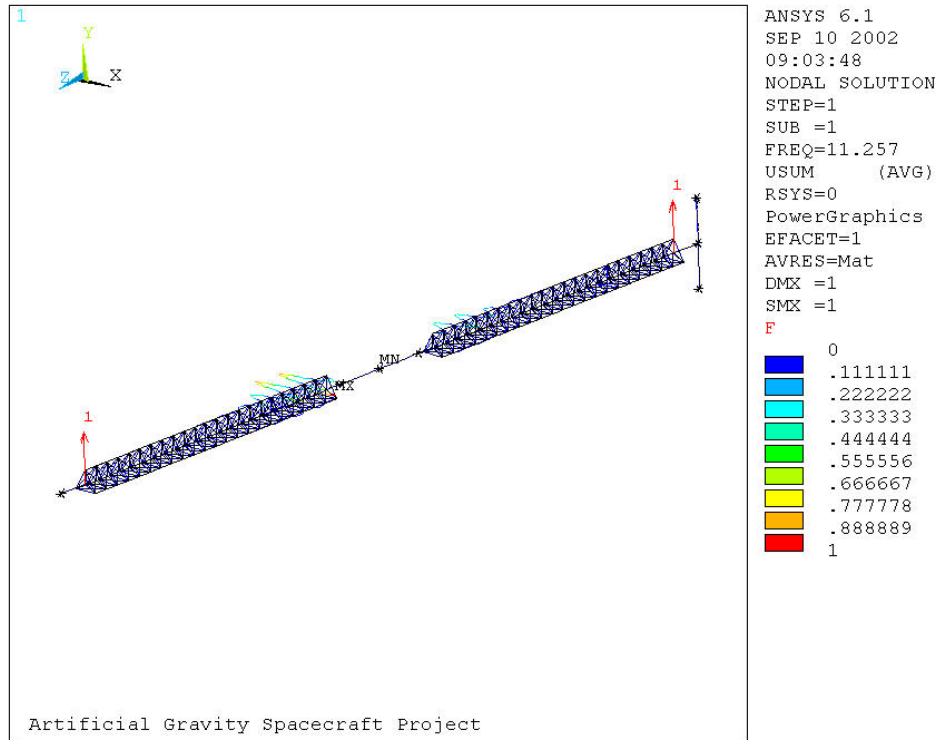 1
Y
Z X
1
1
MN
MX
Artificial Gravity Spacecraft Project
ANSYS 6.1
SEP 10 2002
09:03:48
NODAL SOLUTION
STEP=1
SUB =1
FREQ=11.257
USUM (AVG)
RSYS=0
PowerGraphics
EFACET=1
AVRES=Mat
DMX =1
SMX =1
F
0
.111111
.222222
.333333
.444444
.555556
.666667
.777778
.888889
1